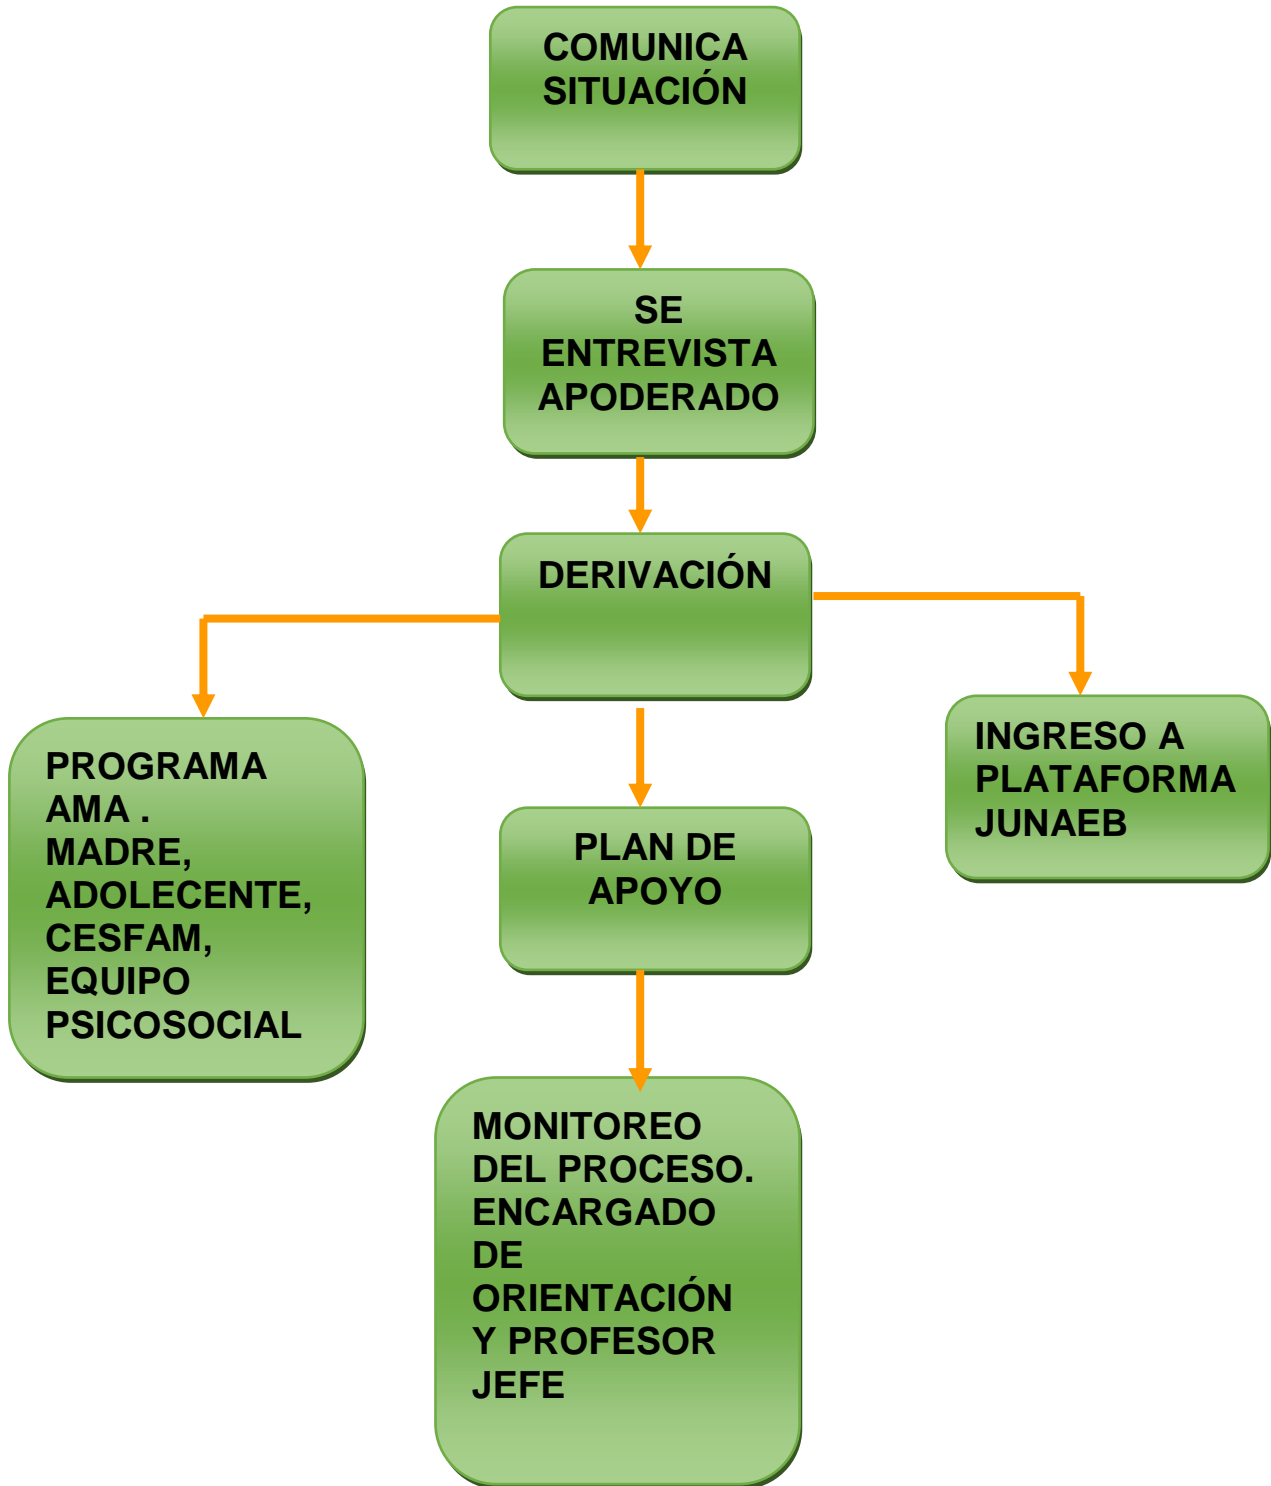 COMUNICA
SITUACIÓN
SE
ENTREVISTA
APODERADO
DERIVACIÓN
PROGRAMA
AMA .
MADRE,
ADOLECENTE,
CESFAM,
EQUIPO
PSICOSOCIAL
PLAN DE
APOYO
INGRESO A
PLATAFORMA
JUNAEB
MONITOREO
DEL PROCESO.
ENCARGADO
DE
ORIENTACIÓN
Y PROFESOR
JEFE